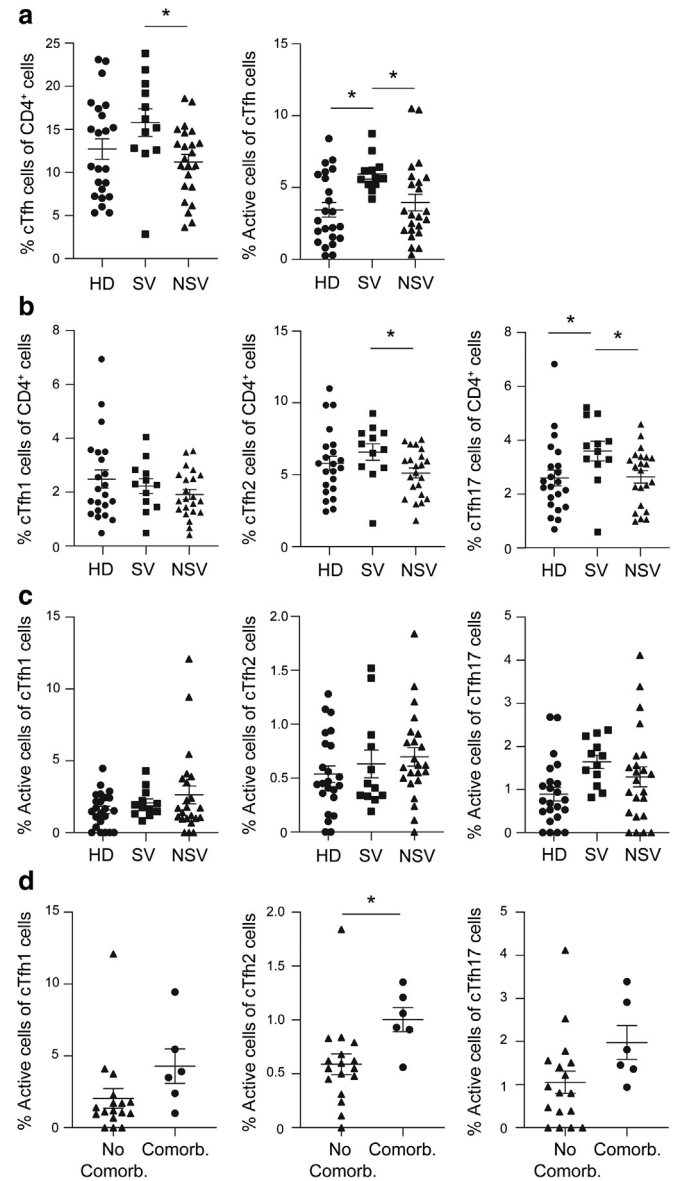 a
*
% cTfh cells of CD4⁺ cells
25
20
15
10
5
0
HD SV NSV
* *
% Active cells of cTfh cells
15
10
5
0
HD SV NSV
b
% cTfh1 cells of CD4⁺ cells
8
6
4
2
0
HD SV NSV
*
% cTfh2 cells of CD4⁺ cells
15
10
5
0
HD SV NSV
* *
% cTfh17 cells of CD4⁺ cells
8
6
4
2
0
HD SV NSV
c
% Active cells of cTfh1 cells
15
10
5
0
HD SV NSV
% Active cells of cTfh2 cells
2.0
1.5
1.0
0.5
0
HD SV NSV
% Active cells of cTfh17 cells
5
4
3
2
1
0
HD SV NSV
d
% Active cells of cTfh1 cells
15
10
5
0
No Comorb.
Comorb.
*
% Active cells of cTfh2 cells
2.0
1.5
1.0
0.5
0
No Comorb.
Comorb.
% Active cells of cTfh17 cells
5
4
3
2
1
0
No Comorb.
Comorb.